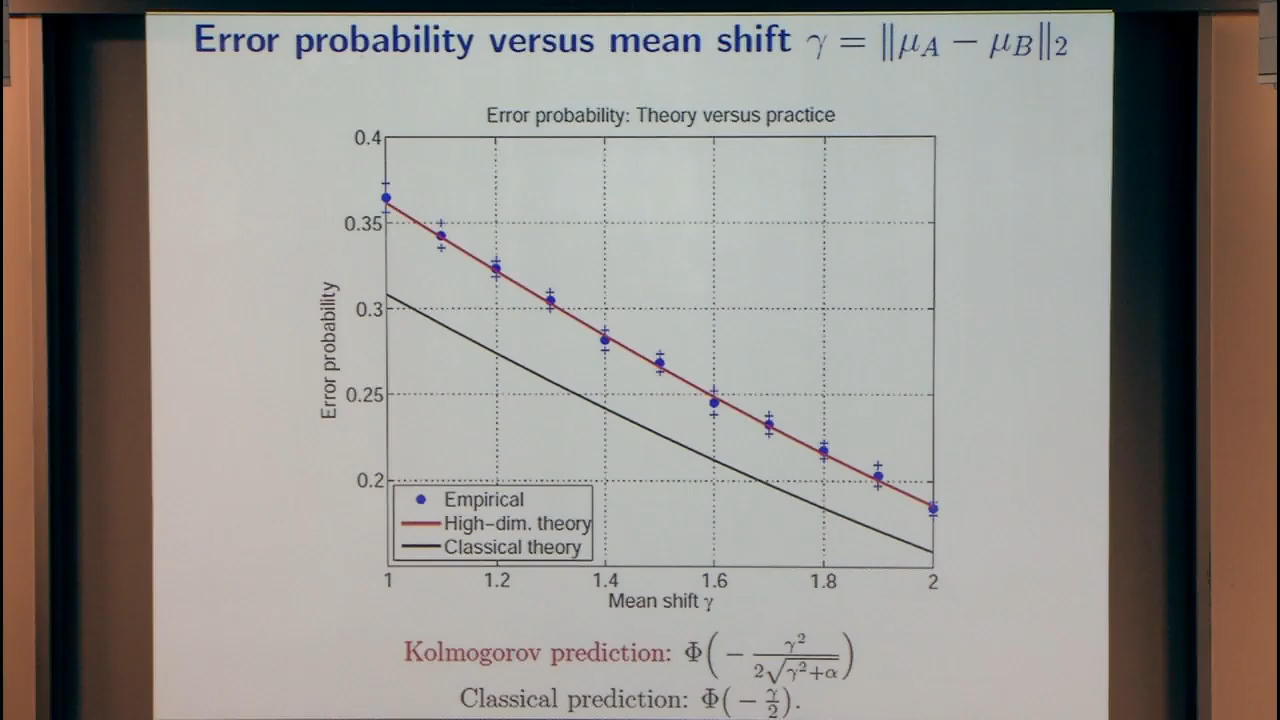 Error probability versus mean shift γ = ‖μ_A − μ_B‖_2
Error probability: Theory versus practice
0.4
0.35
0.3
0.25
0.2
Error probability
Empirical
High-dim. theory
Classical theory
1 1.2 1.4 1.6 1.8 2
Mean shift γ
Kolmogorov prediction: Φ(− γ²/(2√(γ²+α)))
Classical prediction: Φ(− γ/2).